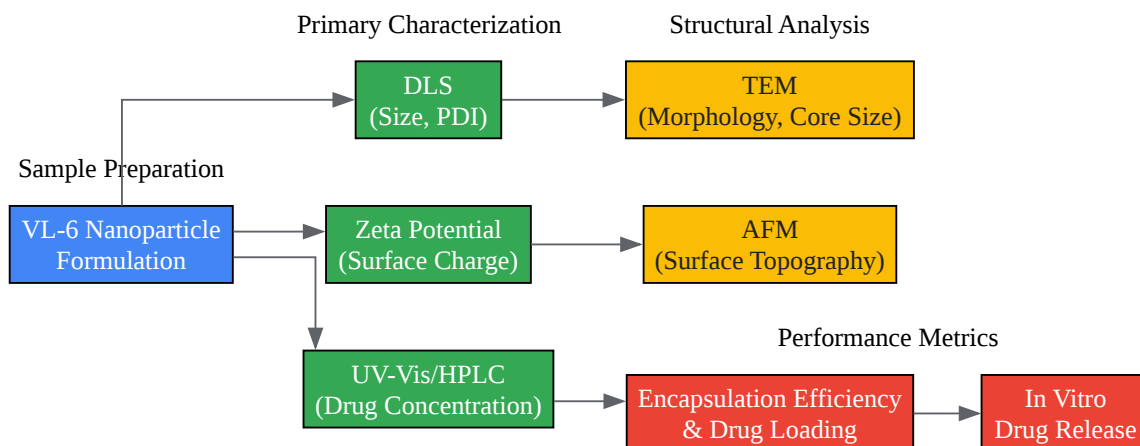 Primary Characterization
Structural Analysis
DLS
(Size, PDI)
TEM
(Morphology, Core Size)
Sample Preparation
VL-6 Nanoparticle
Formulation
Zeta Potential
(Surface Charge)
AFM
(Surface Topography)
Performance Metrics
UV-Vis/HPLC
(Drug Concentration)
Encapsulation Efficiency
& Drug Loading
In Vitro
Drug Release